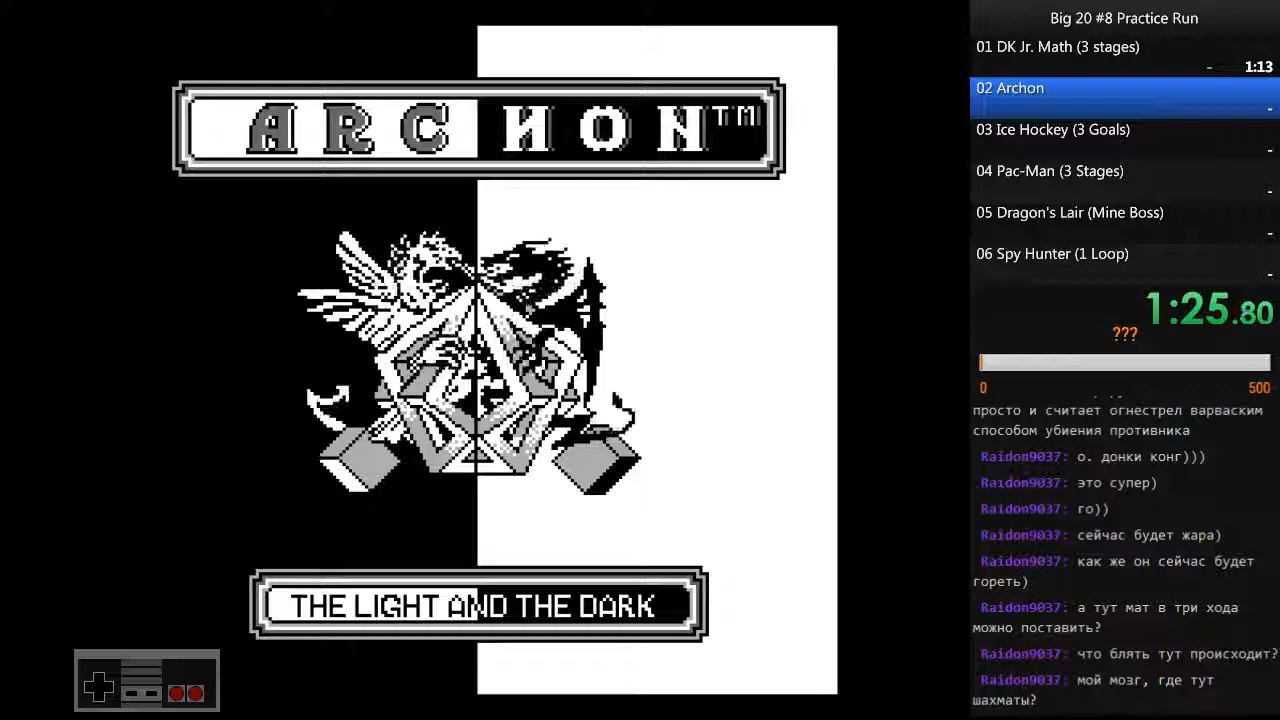 ARCHON™
THE LIGHT AND THE DARK
Big 20 #8 Practice Run
01 DK Jr. Math (3 stages)
- 1:13
02 Archon
-
03 Ice Hockey (3 Goals)
-
04 Pac-Man (3 Stages)
-
05 Dragon's Lair (Mine Boss)
-
06 Spy Hunter (1 Loop)
-
1:25.80
???
0 500
просто и считает огнестрел варваским
способом убиения противника
Raidon9037: о. донки конг)))
Raidon9037: это супер)
Raidon9037: го))
Raidon9037: сейчас будет жара)
Raidon9037: как же он сейчас будет
гореть)
Raidon9037: а тут мат в три хода
можно поставить?
Raidon9037: что блять тут происходит?
Raidon9037: мой мозг, где тут
шахматы?